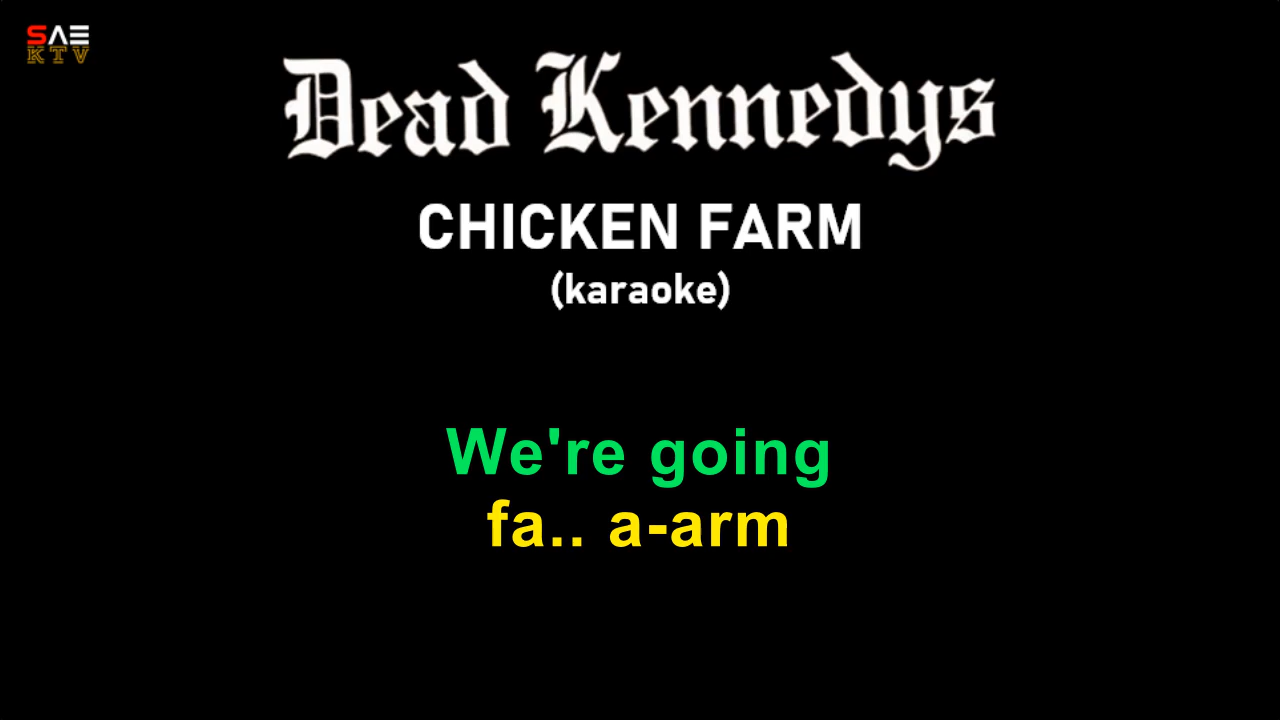 SAE
KTV
Dead Kennedys
CHICKEN FARM
(karaoke)
We're going
fa.. a-arm